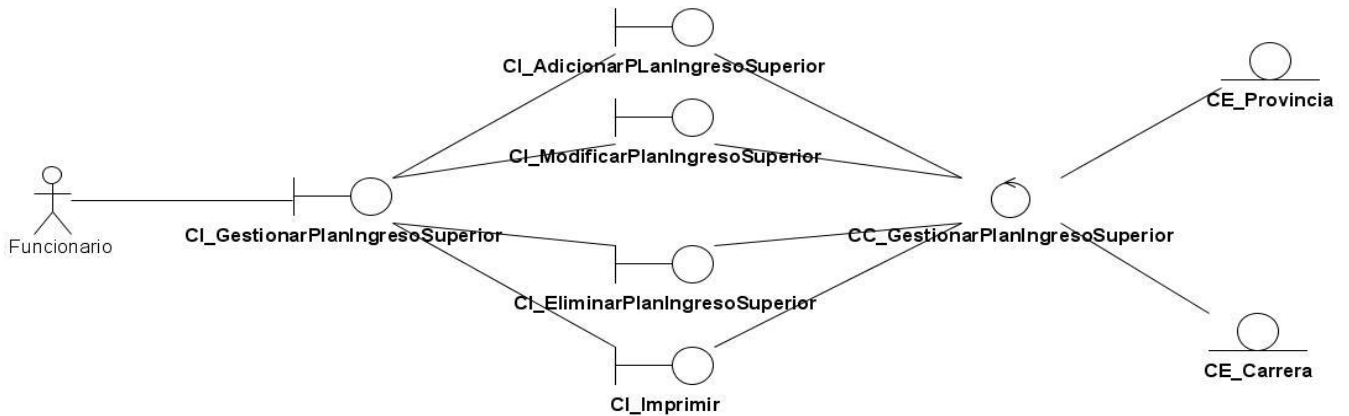 CI_AdicionarPLanIngresoSuperior
CE_Provincia
CI_ModificarPlanIngresoSuperior
Funcionario
CI_GestionarPlanIngresoSuperior
CC_GestionarPlanIngresoSuperior
CI_EliminarPlanIngresoSuperior
CE_Carrera
CI_Imprimir